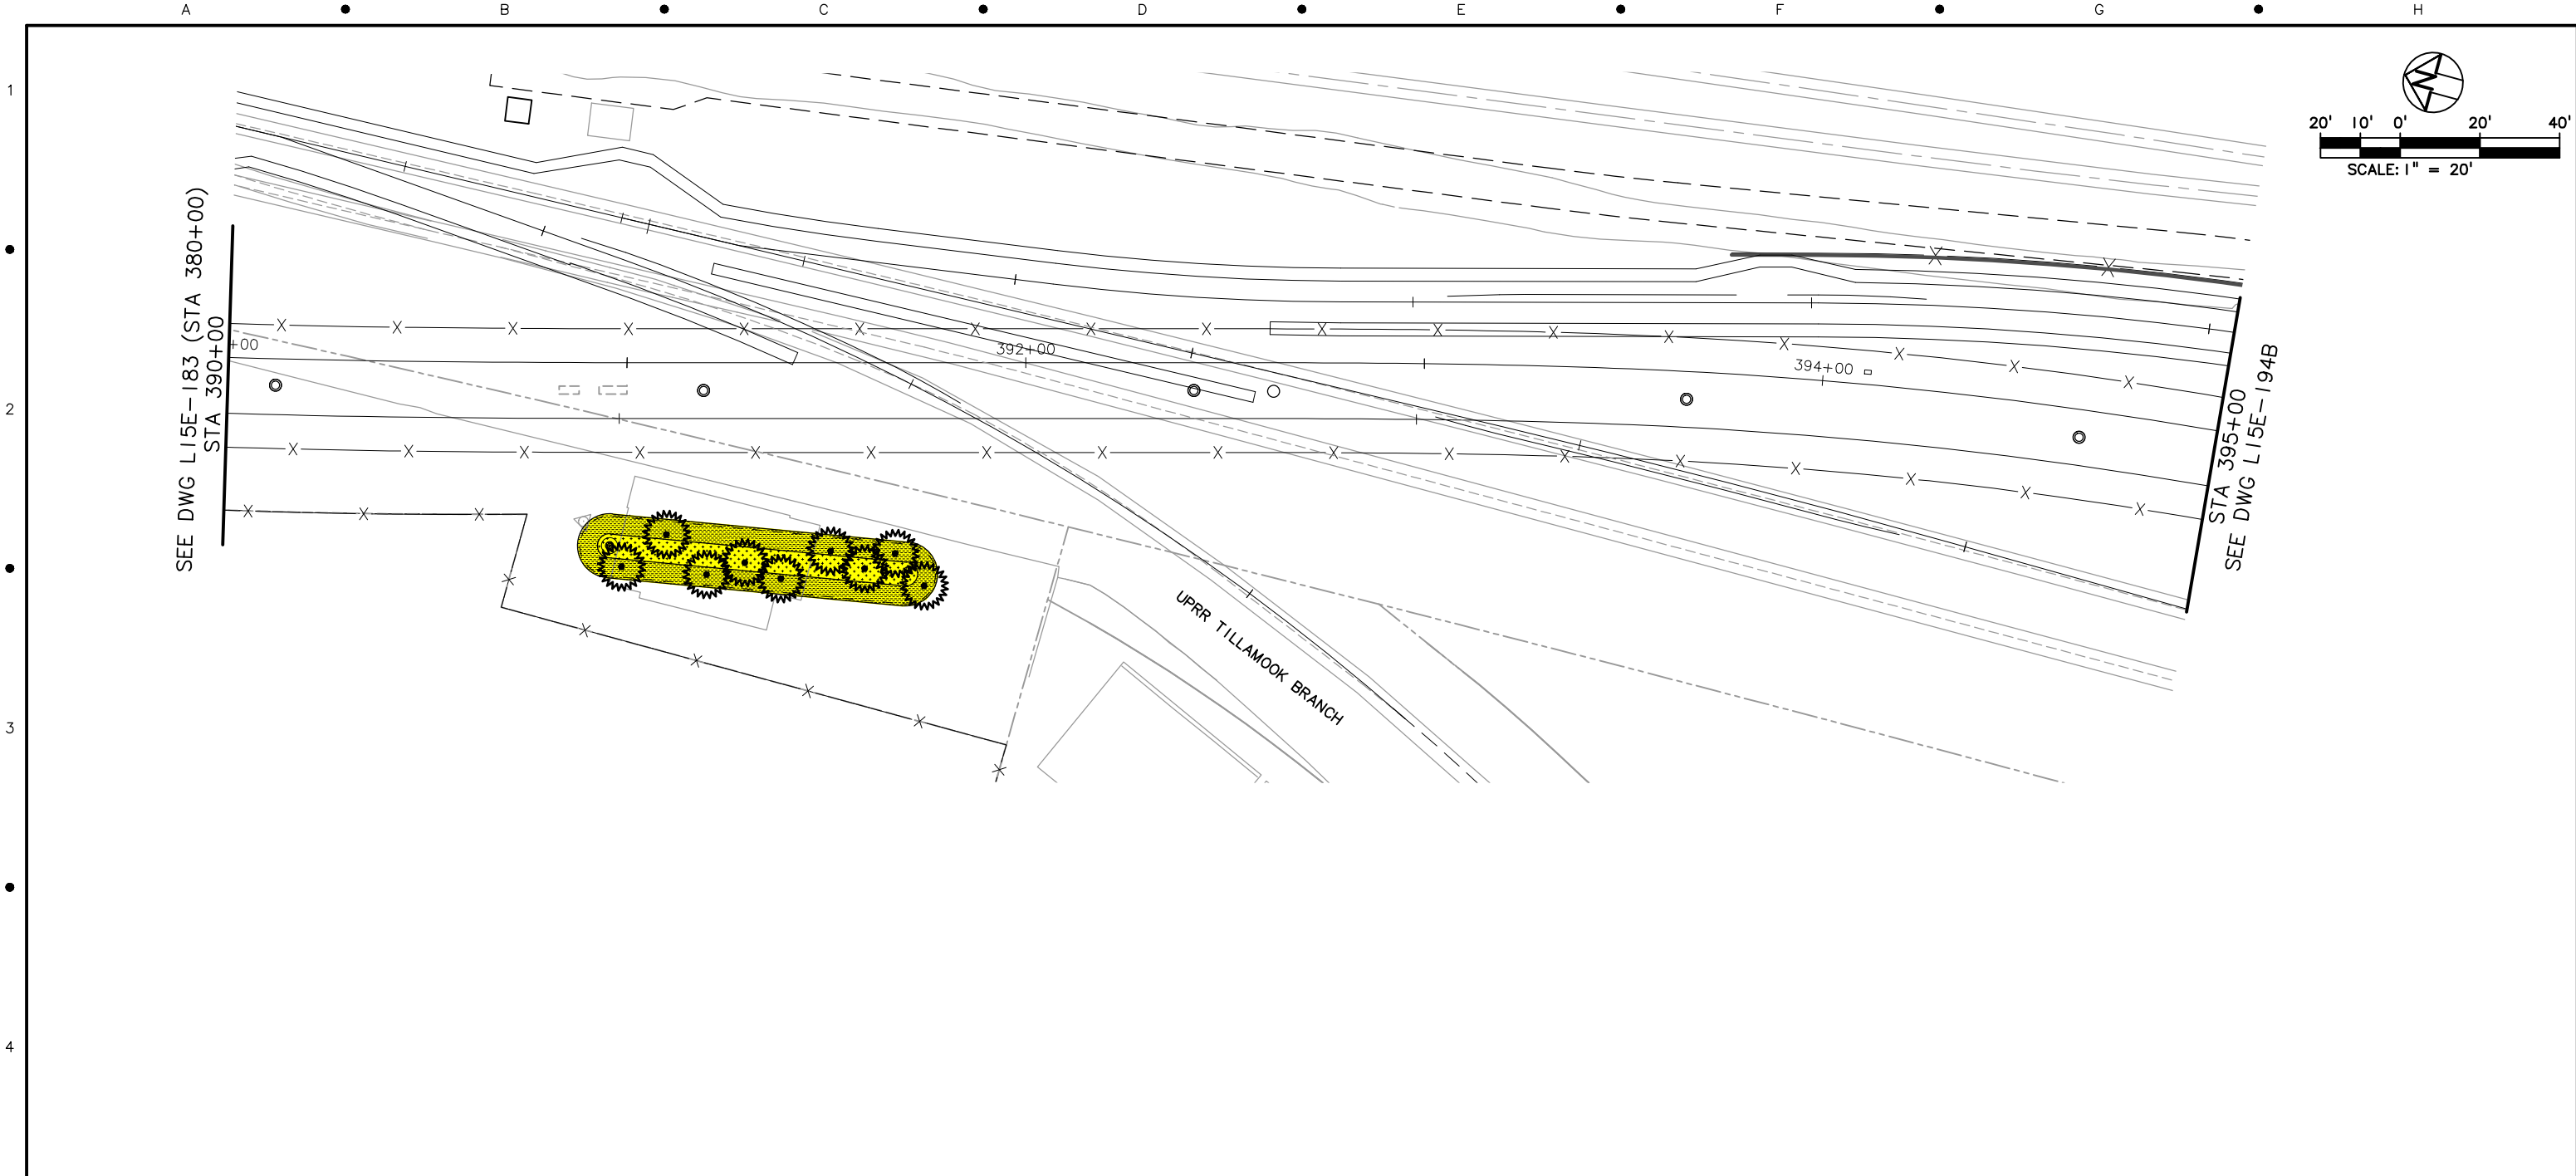 A B C D E F G H
1
2
3
4
20' 10' 0' 20' 40'
SCALE: 1" = 20'
SEE DWG L15E-183 (STA 380+00)
STA 390+00
+00
392+00
394+00
STA 395+00
SEE DWG L15E-194B
UPRR TILLAMOOK BRANCH
N